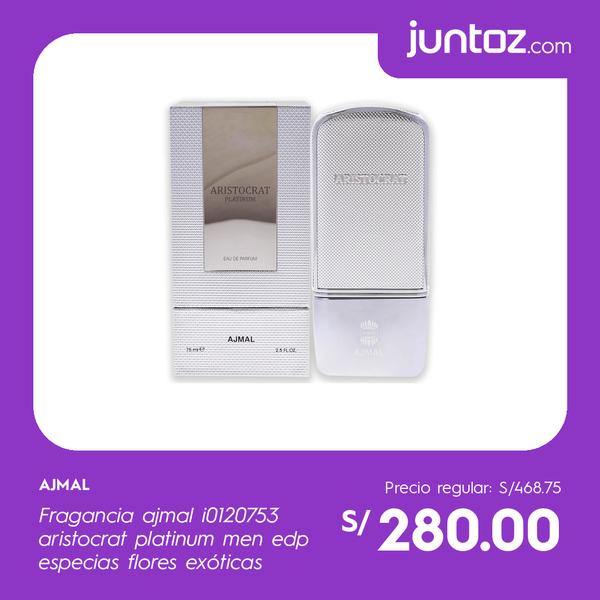 juntoz.com
ARISTOCRAT
PLATINUM
EAU DE PARFUM
AJMAL
75 ml ℮ 2.5 FL.OZ.
ARISTOCRAT
AJMAL
AJMAL
Fragancia ajmal i0120753
aristocrat platinum men edp
especias flores exóticas
Precio regular: S/468.75
S/ 280.00